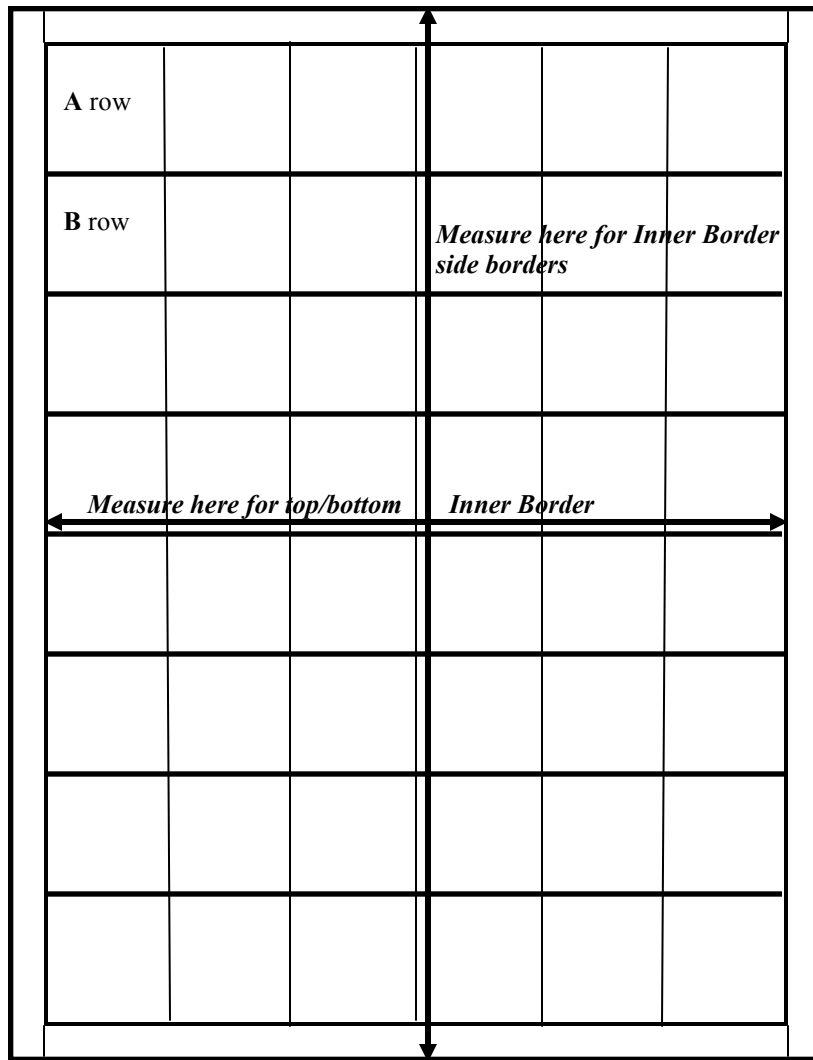 A row
B row
Measure here for Inner Border
side borders
Measure here for top/bottom Inner Border